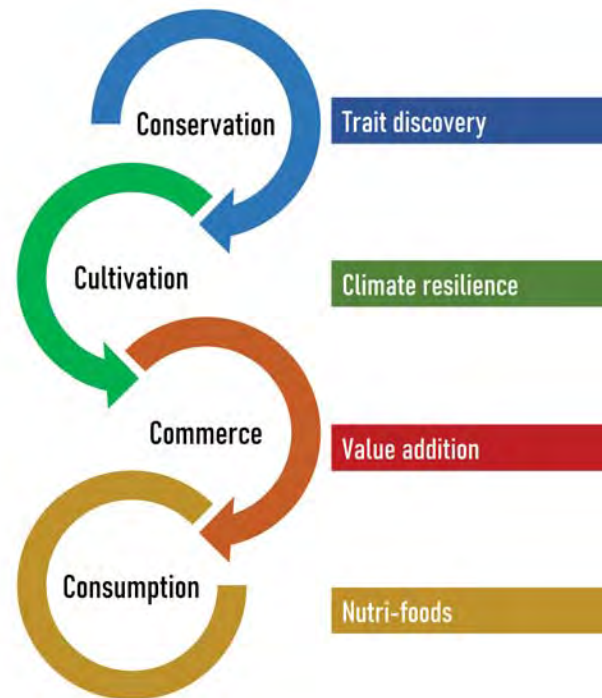 Conservation
Trait discovery
Cultivation
Climate resilience
Commerce
Value addition
Consumption
Nutri-foods